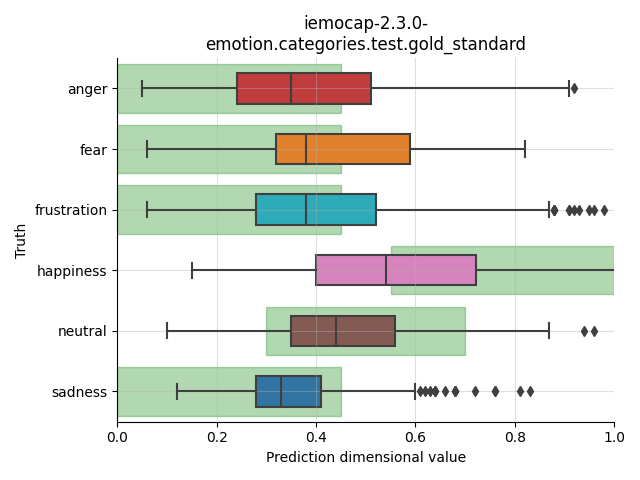 iemocap-2.3.0-
emotion.categories.test.gold_standard
anger
fear
frustration
happiness
neutral
sadness
Truth
0.0 0.2 0.4 0.6 0.8 1.0
Prediction dimensional value